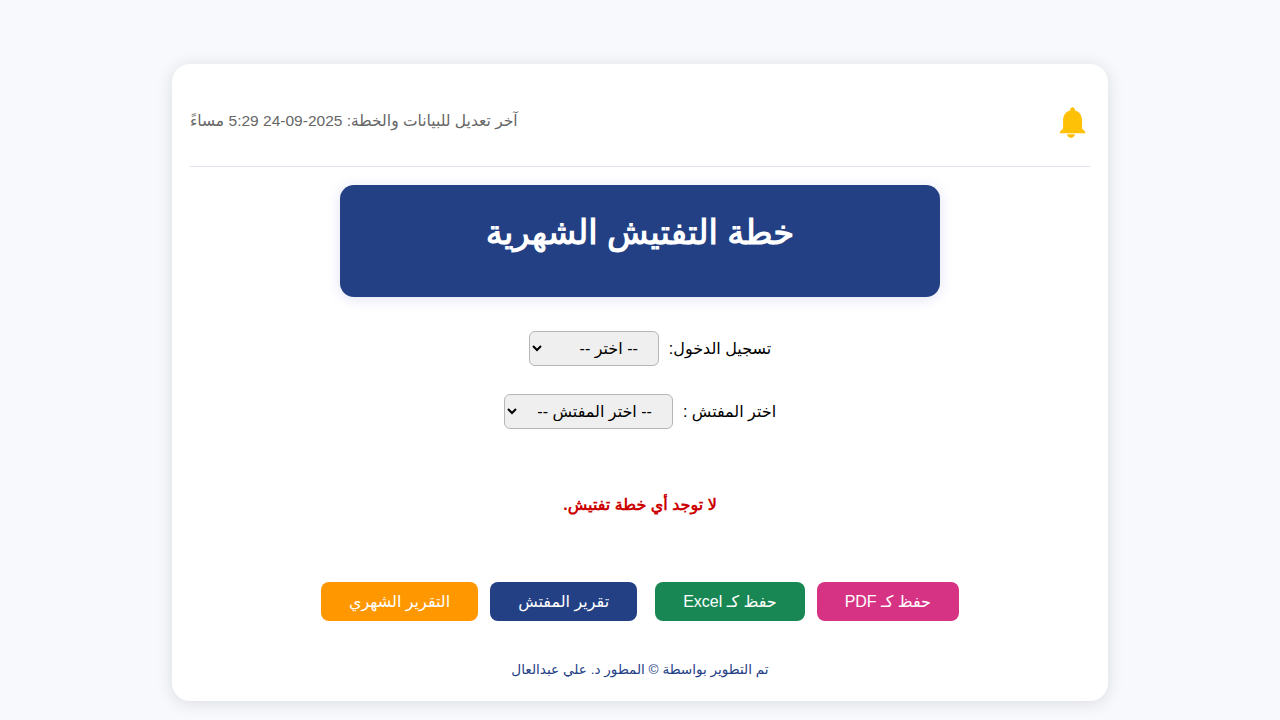 آخر تعديل للبيانات والخطة: 2025-09-24 5:29 مساءً
خطة التفتيش الشهرية
تسجيل الدخول: -- اختر --
اختر المفتش : -- اختر المفتش --
لا توجد أي خطة تفتيش.
حفظ كـ PDF حفظ كـ Excel تقرير المفتش التقرير الشهري
تم التطوير بواسطة © المطور د. علي عبدالعال